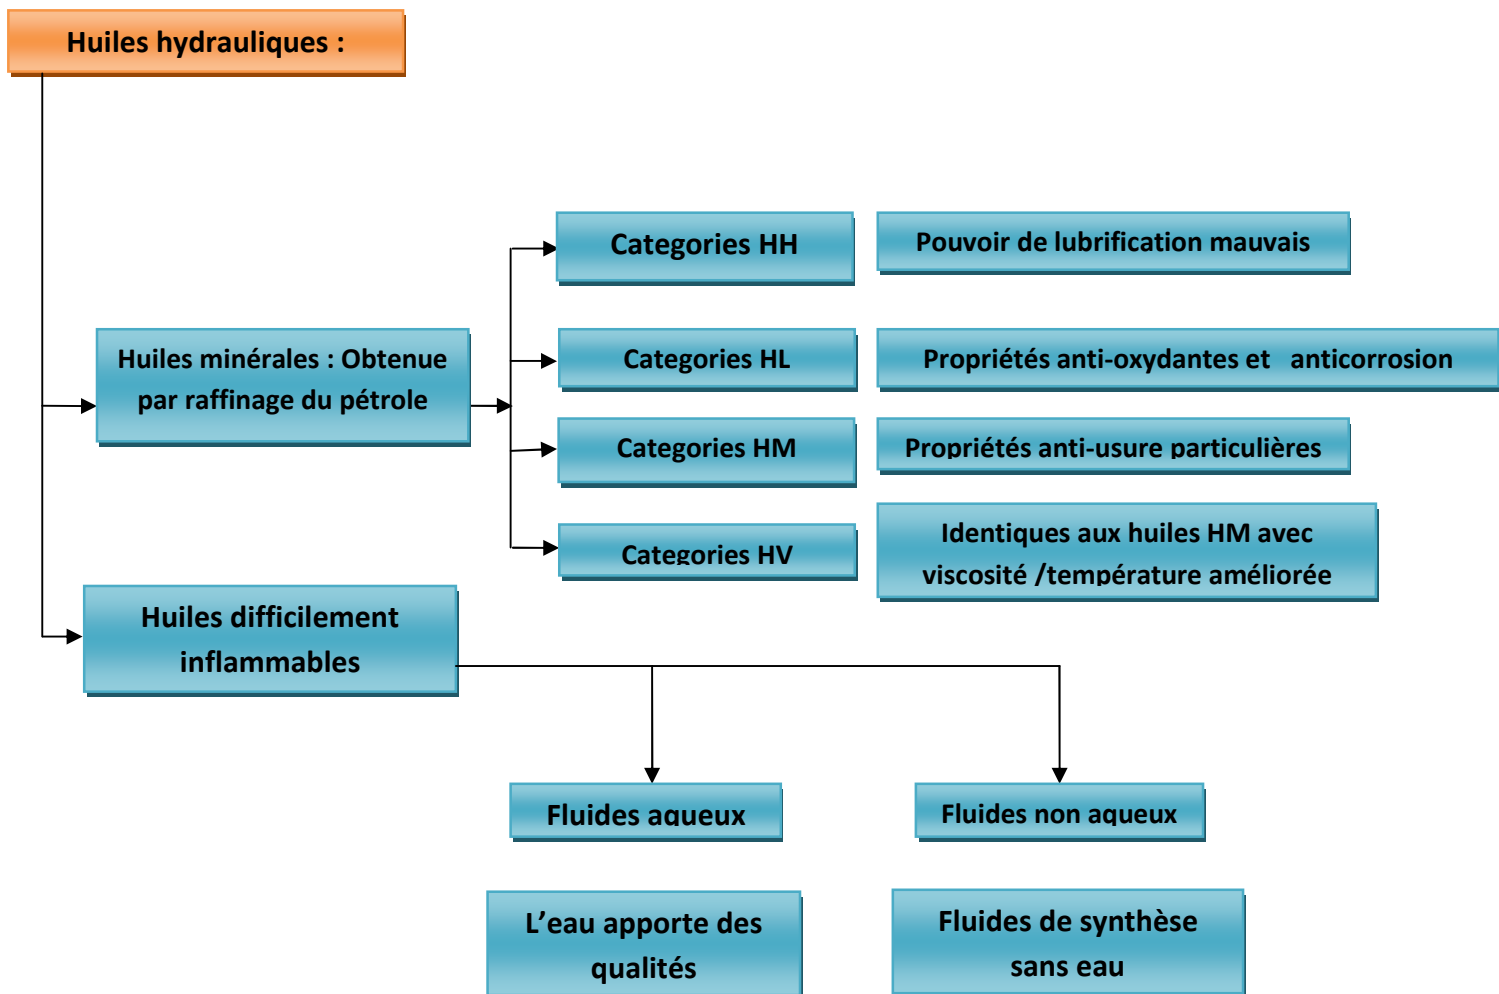 Huiles hydrauliques :
Categories HH
Pouvoir de lubrification mauvais
Huiles minérales : Obtenue
par raffinage du pétrole
Categories HL
Propriétés anti-oxydantes et anticorrosion
Categories HM
Propriétés anti-usure particulières
Categories HV
Identiques aux huiles HM avec
viscosité /température améliorée
Huiles difficilement
inflammables
Fluides aqueux
Fluides non aqueux
L’eau apporte des
qualités
Fluides de synthèse
sans eau